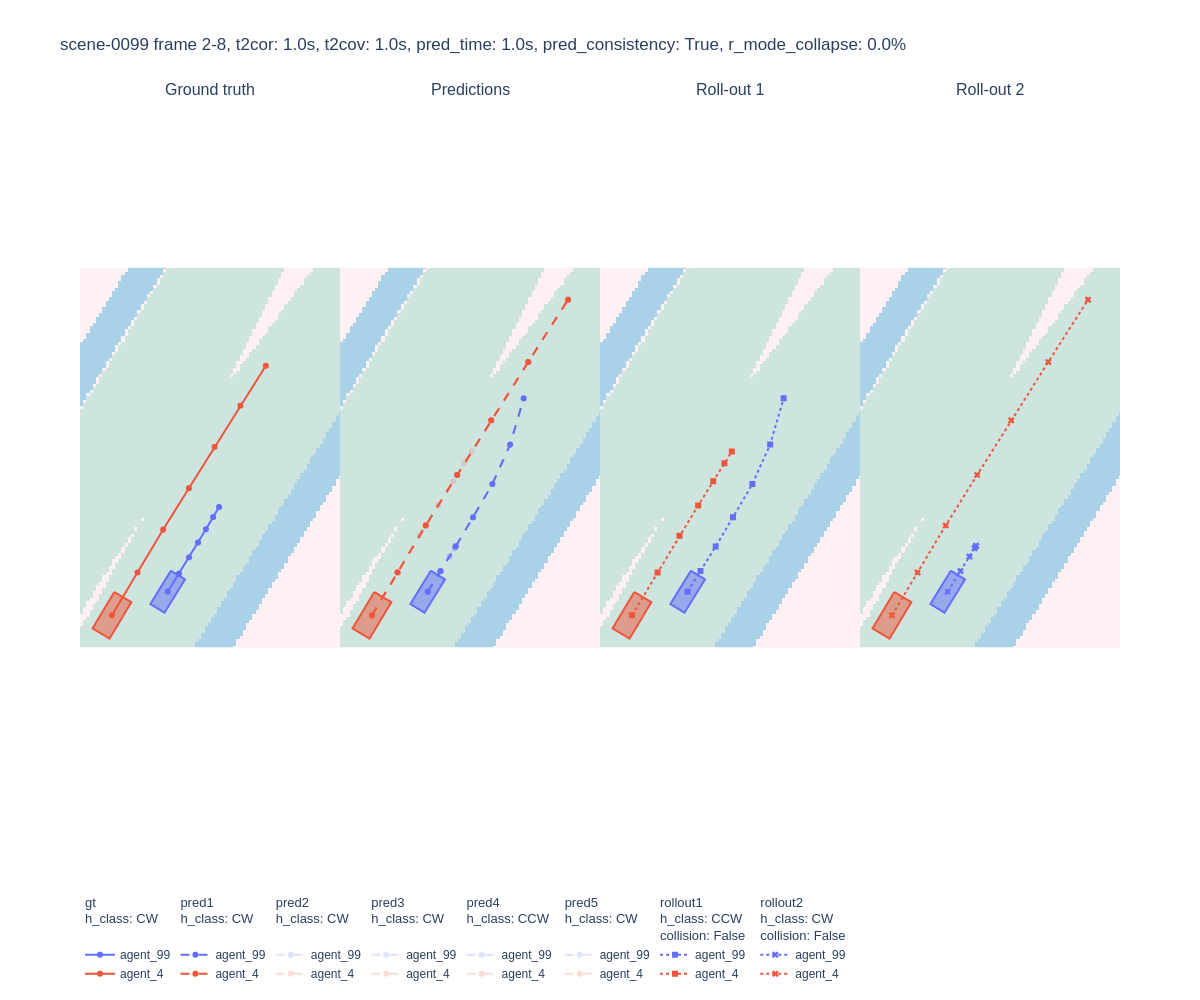 scene-0099 frame 2-8, t2cor: 1.0s, t2cov: 1.0s, pred_time: 1.0s, pred_consistency: True, r_mode_collapse: 0.0%
Ground truth
Predictions
Roll-out 1
Roll-out 2
gt
h_class: CW
agent_99
agent_4
pred1
h_class: CW
agent_99
agent_4
pred2
h_class: CW
agent_99
agent_4
pred3
h_class: CW
agent_99
agent_4
pred4
h_class: CCW
agent_99
agent_4
pred5
h_class: CW
agent_99
agent_4
rollout1
h_class: CCW
collision: False
agent_99
agent_4
rollout2
h_class: CW
collision: False
agent_99
agent_4